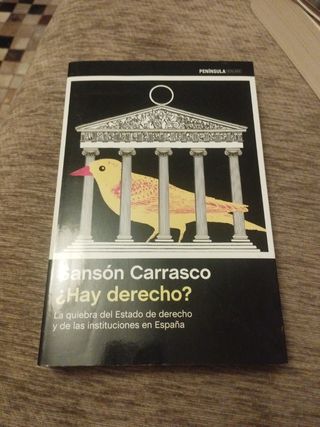 PENÍNSULA
Sansón Carrasco
¿Hay derecho?
La quiebra del Estado de derecho
y de las instituciones en España